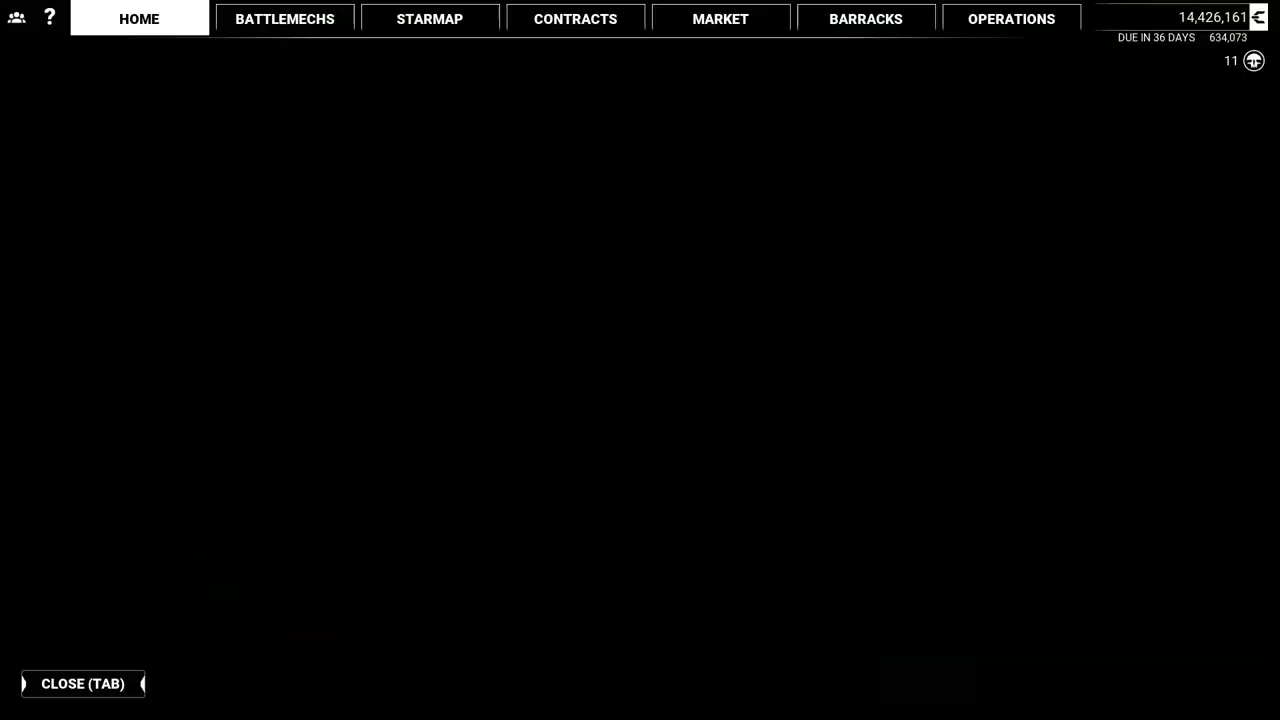 ? HOME BATTLEMECHS STARMAP CONTRACTS MARKET BARRACKS OPERATIONS 14,426,161
DUE IN 36 DAYS 634,073
11
CLOSE (TAB)